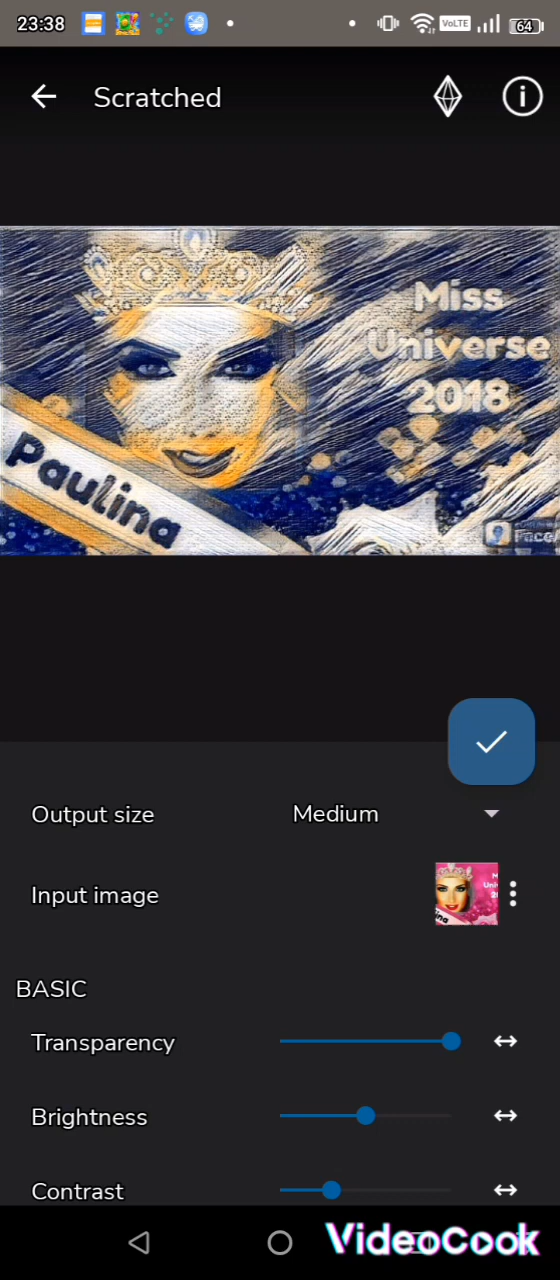 23:38
VoLTE
64
Scratched
Miss
Universe
2018
Paulina
Face
Output size
Medium
Input image
BASIC
Transparency
Brightness
Contrast
VideoCook